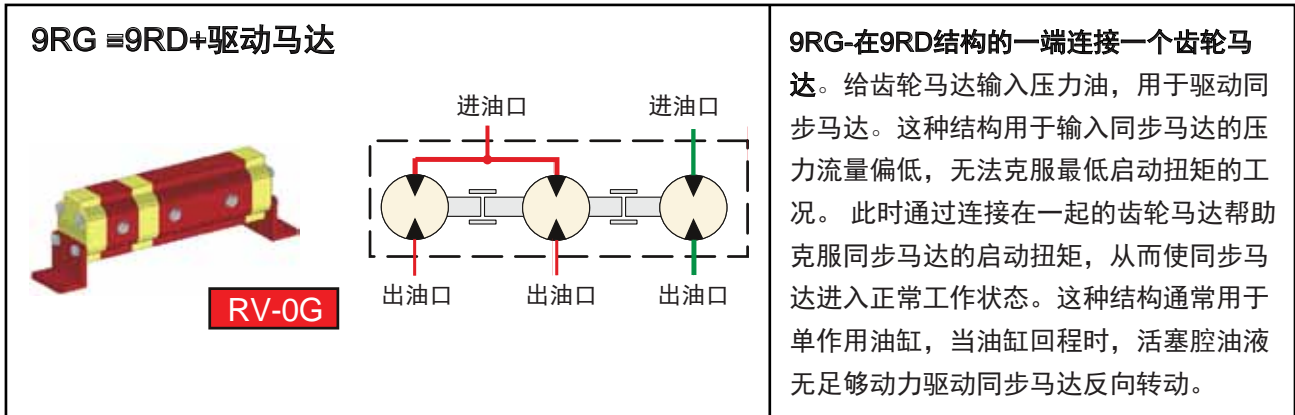 9RG =9RD+驱动马达
进油口 进油口
出油口 出油口 出油口
RV-0G
9RG-在9RD结构的一端连接一个齿轮马
达。给齿轮马达输入压力油，用于驱动同
步马达。这种结构用于输入同步马达的压
力流量偏低，无法克服最低启动扭矩的工
况。 此时通过连接在一起的齿轮马达帮助
克服同步马达的启动扭矩，从而使同步马
达进入正常工作状态。这种结构通常用于
单作用油缸，当油缸回程时，活塞腔油液
无足够动力驱动同步马达反向转动。